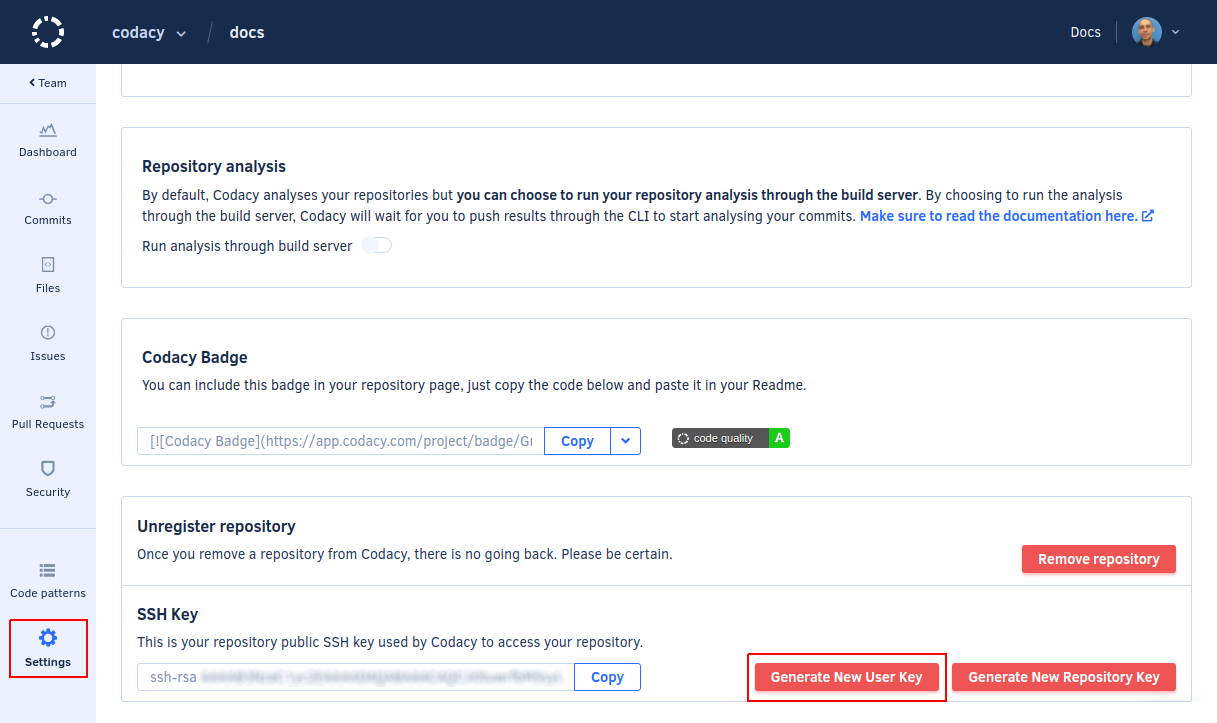 codacy / docs
Docs
Team
Dashboard
Commits
Files
Issues
Pull Requests
Security
Code patterns
Settings
Repository analysis
By default, Codacy analyses your repositories but you can choose to run your repository analysis through the build server. By choosing to run the analysis
through the build server, Codacy will wait for you to push results through the CLI to start analysing your commits. Make sure to read the documentation here.
Run analysis through build server
Codacy Badge
You can include this badge in your repository page, just copy the code below and paste it in your Readme.
[![Codacy Badge](https://app.codacy.com/project/badge/Gr Copy code quality A
Unregister repository
Once you remove a repository from Codacy, there is no going back. Please be certain.
Remove repository
SSH Key
This is your repository public SSH key used by Codacy to access your repository.
ssh-rsa Copy Generate New User Key Generate New Repository Key